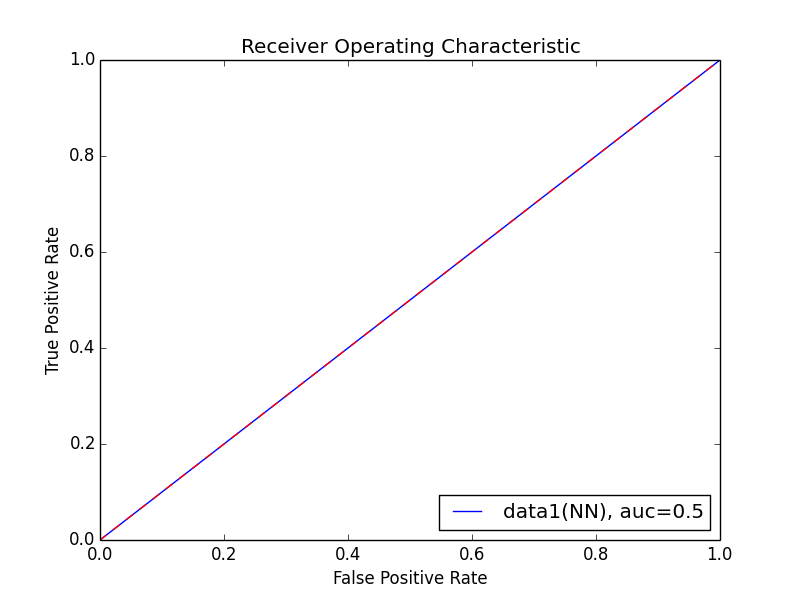 Receiver Operating Characteristic
1.0
0.8
0.6
0.4
0.2
0.0
True Positive Rate
data1(NN), auc=0.5
0.0 0.2 0.4 0.6 0.8 1.0
False Positive Rate